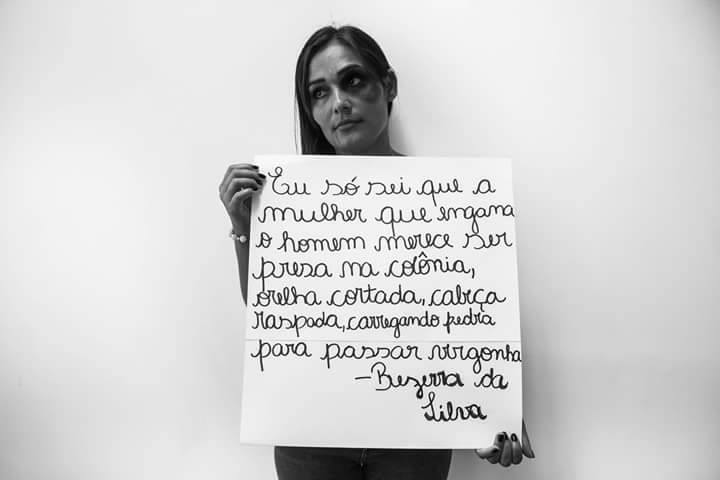 Eu só sei que a
mulher que engana
o homem merece ser
presa na colônia,
orelha cortada, cabeça
raspada, carregando pedra
para passar vergonha
-Bezerra da
Silva